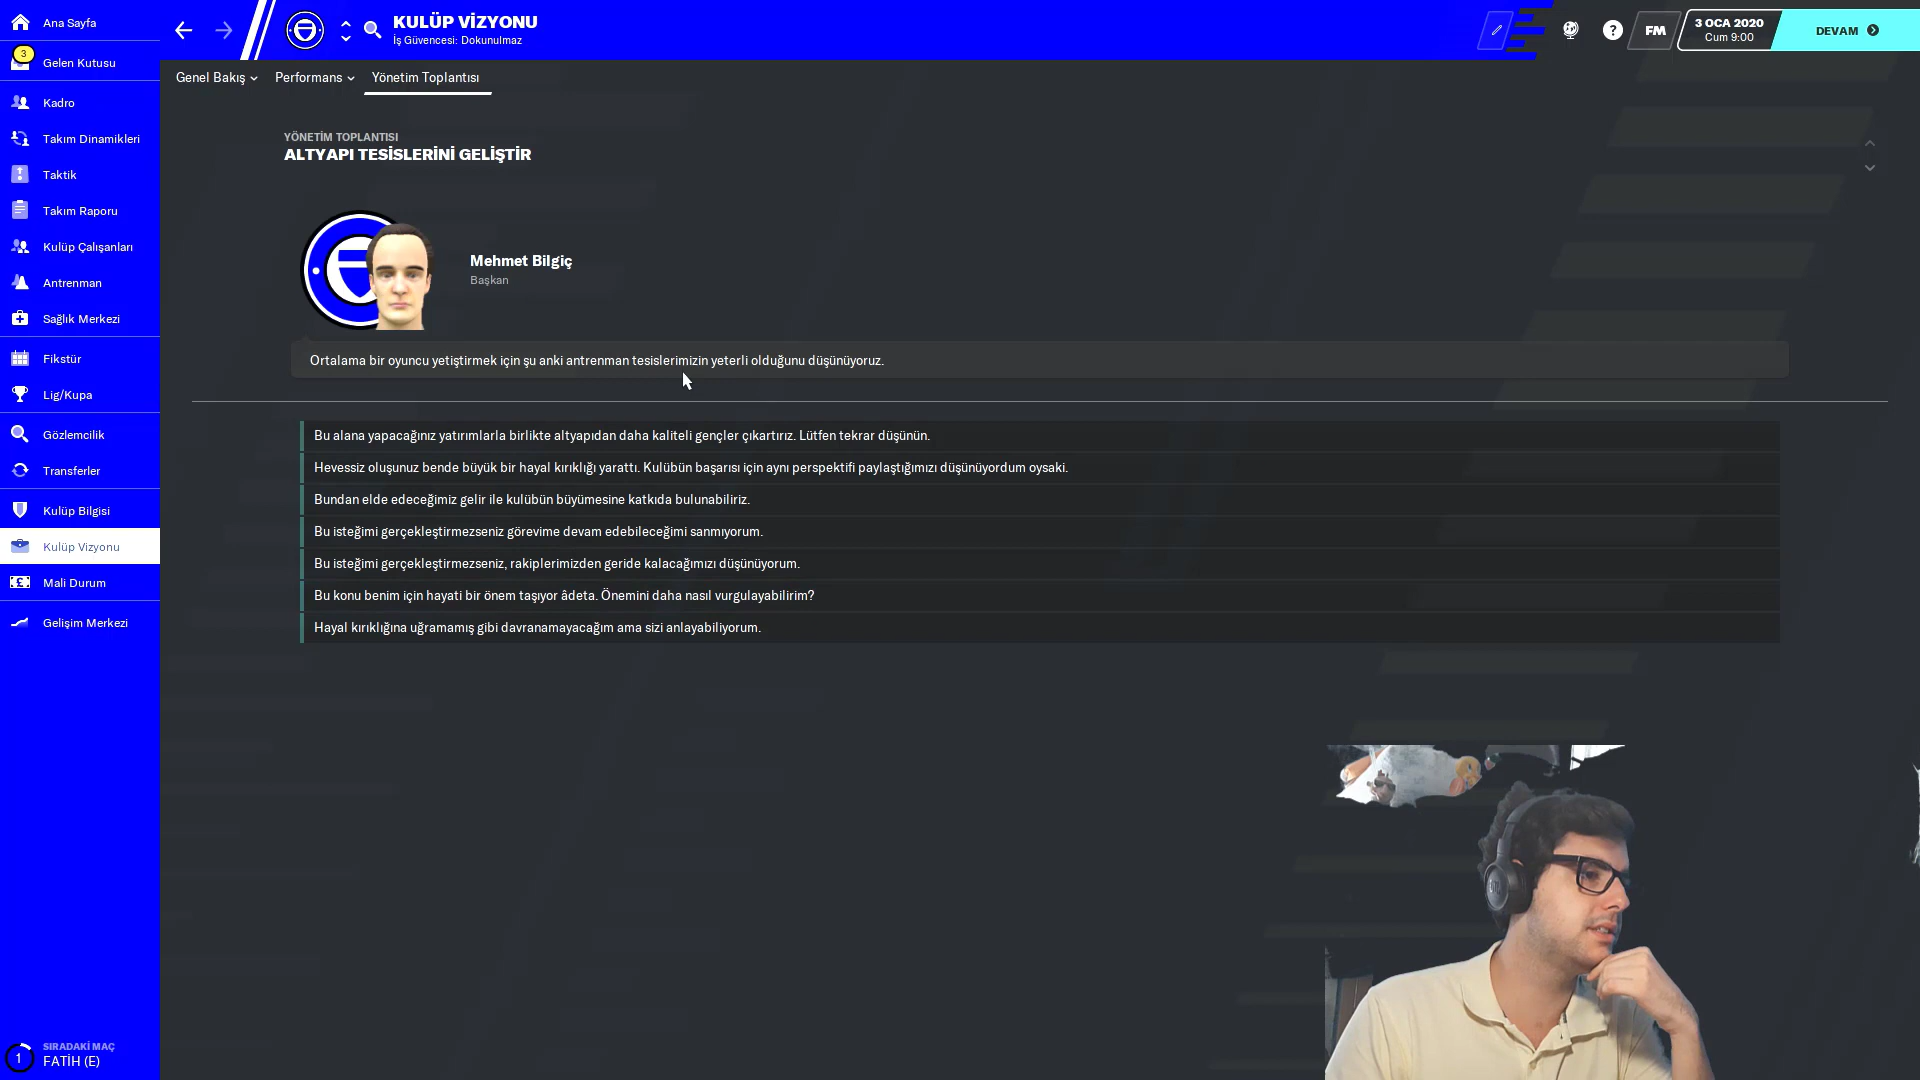 Ana Sayfa
3
Gelen Kutusu
Kadro
Takım Dinamikleri
Taktik
Takım Raporu
Kulüp Çalışanları
Antrenman
Sağlık Merkezi
Fikstür
Lig/Kupa
Gözlemcilik
Transferler
Kulüp Bilgisi
Kulüp Vizyonu
Mali Durum
Gelişim Merkezi
1
SIRADAKİ MAÇ
FATİH (E)
KULÜP VİZYONU
İş Güvencesi: Dokunulmaz
?
FM
3 OCA 2020
Cum 9:00
DEVAM
Genel Bakış
Performans
Yönetim Toplantısı
YÖNETİM TOPLANTISI
ALTYAPI TESİSLERİNİ GELİŞTİR
Mehmet Bilgiç
Başkan
Ortalama bir oyuncu yetiştirmek için şu anki antrenman tesislerimizin yeterli olduğunu düşünüyoruz.
Bu alana yapacağınız yatırımlarla birlikte altyapıdan daha kaliteli gençler çıkartırız. Lütfen tekrar düşünün.
Hevessiz oluşunuz bende büyük bir hayal kırıklığı yarattı. Kulübün başarısı için aynı perspektifi paylaştığımızı düşünüyordum oysaki.
Bundan elde edeceğimiz gelir ile kulübün büyümesine katkıda bulunabiliriz.
Bu isteğimi gerçekleştirmezseniz görevime devam edebileceğimi sanmıyorum.
Bu isteğimi gerçekleştirmezseniz, rakiplerimizden geride kalacağımızı düşünüyorum.
Bu konu benim için hayati bir önem taşıyor âdeta. Önemini daha nasıl vurgulayabilirim?
Hayal kırıklığına uğramamış gibi davranamayacağım ama sizi anlayabiliyorum.